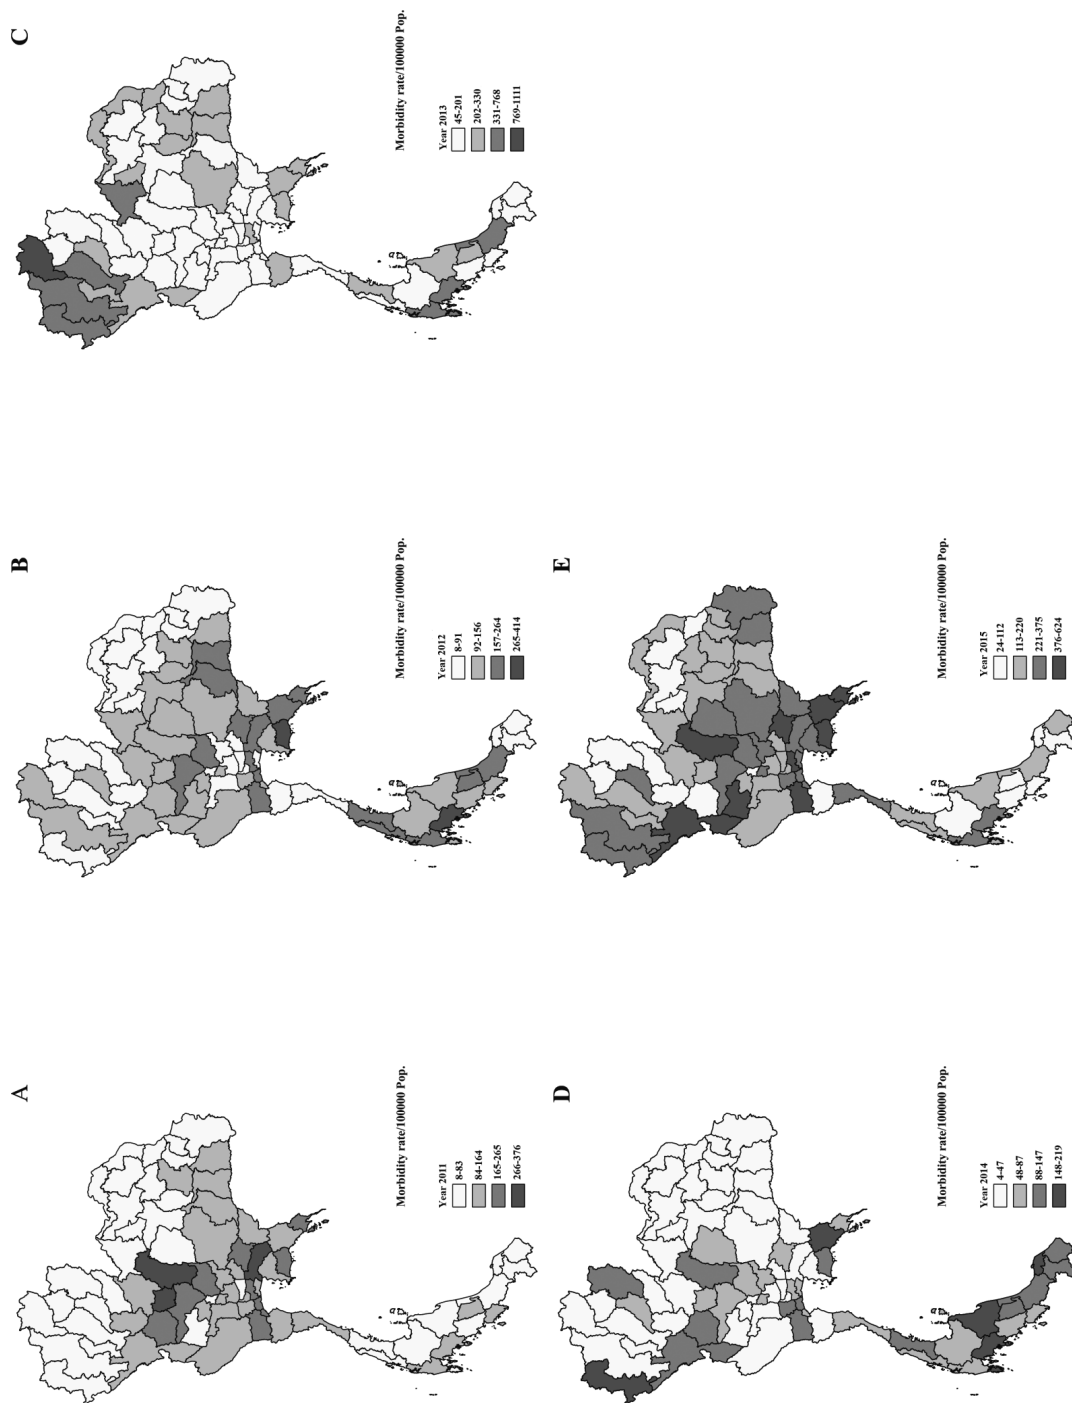 A
Morbidity rate/100000 Pop.
Year 2011
8-83
84-164
165-265
266-376
B
Morbidity rate/100000 Pop.
Year 2012
8-91
92-156
157-264
265-414
C
Morbidity rate/100000 Pop.
Year 2013
45-201
202-330
331-768
769-1111
D
Morbidity rate/100000 Pop.
Year 2014
4-47
48-87
88-147
148-219
E
Morbidity rate/100000 Pop.
Year 2015
24-112
113-220
221-375
376-624